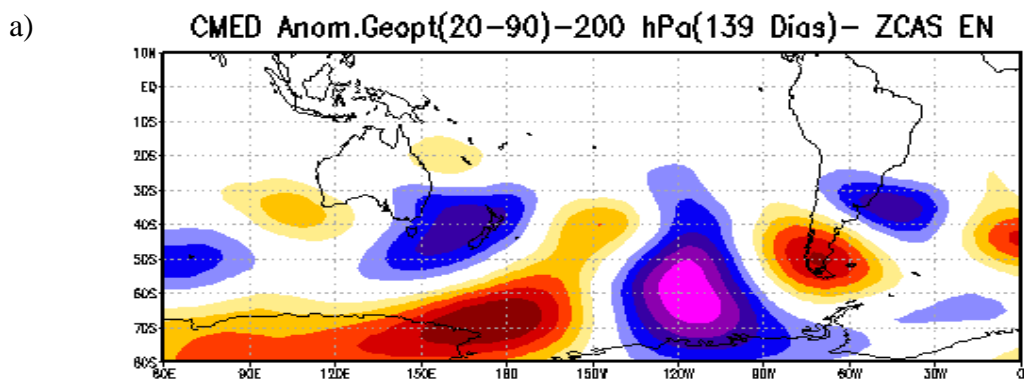 a)
CMED Anom.Geopt(20-90)-200 hPa(139 Dias)- ZCAS EN
10N
EQ
10S
20S
30S
40S
50S
60S
70S
80S
60E 90E 120E 150E 180 150W 120W 90W 60W 30W 0